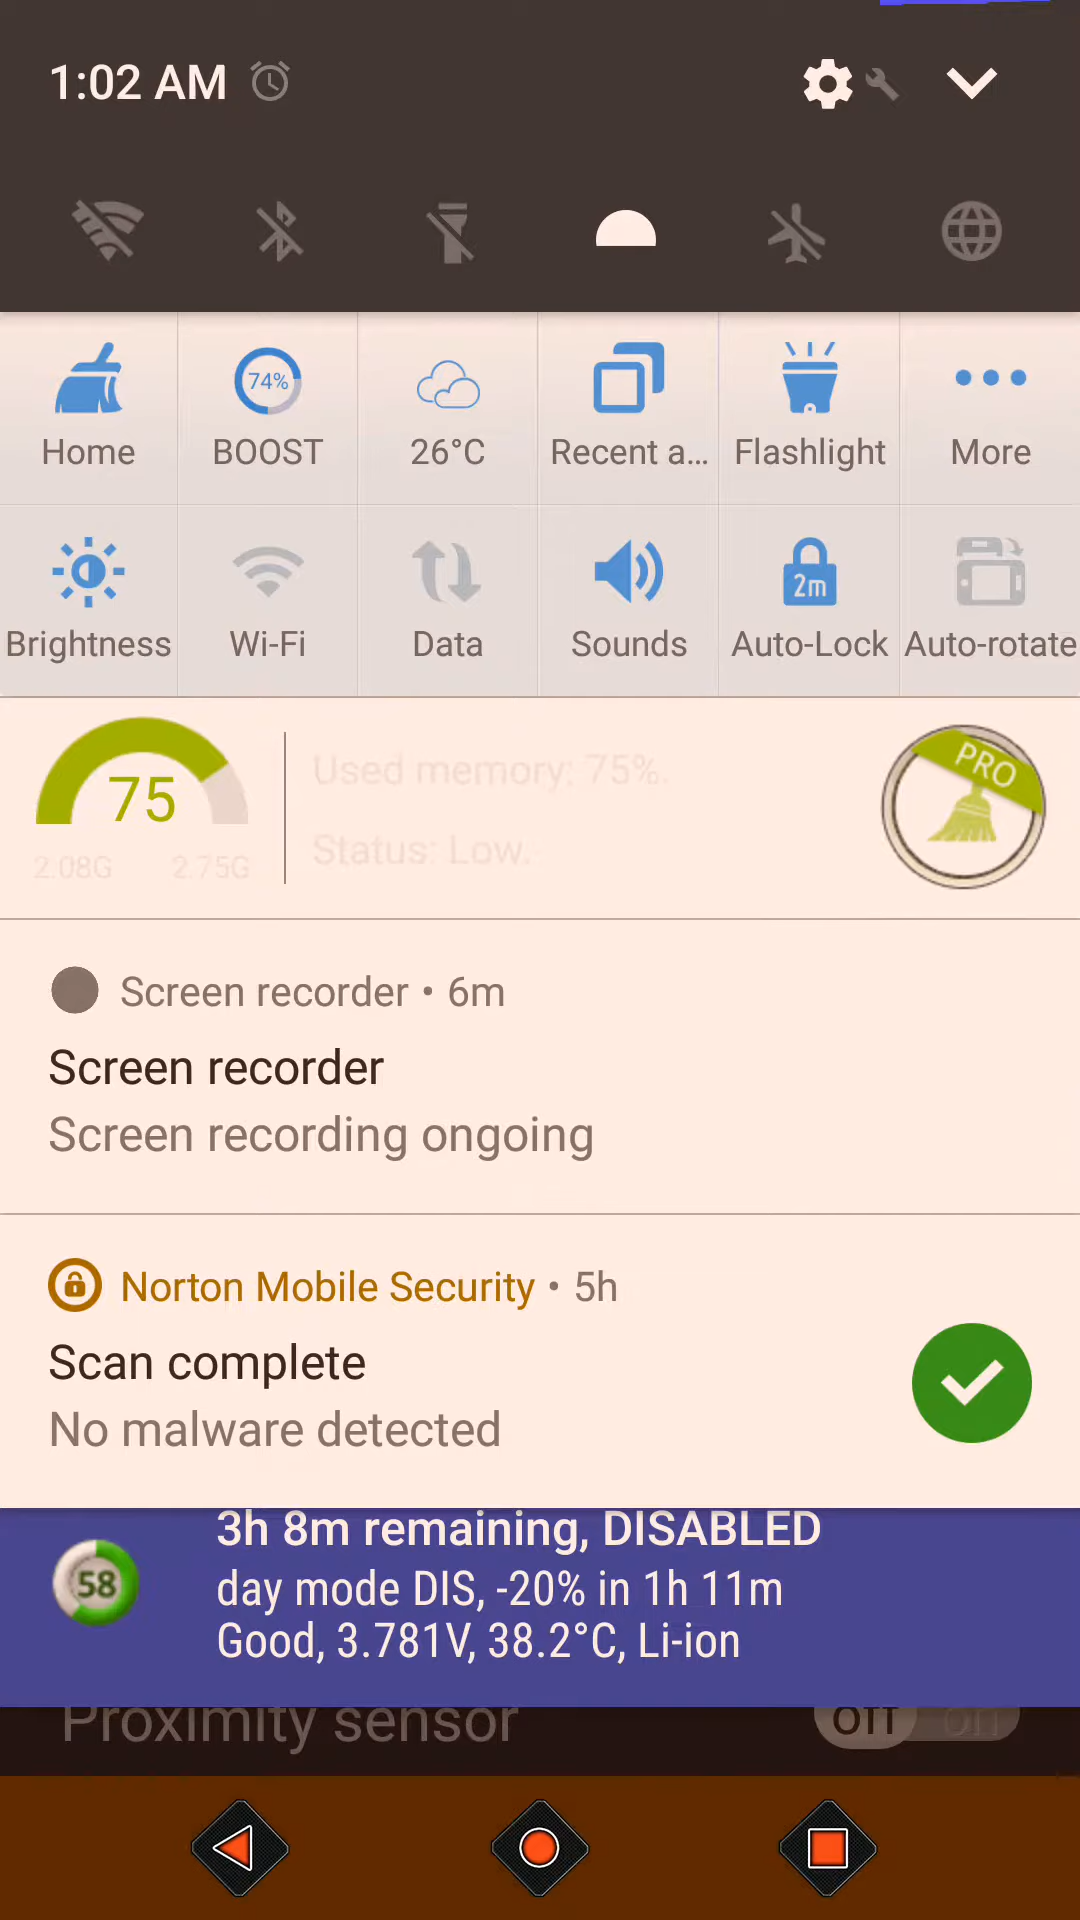 1:02 AM
74%
Home
BOOST
26°C
Recent a...
Flashlight
More
2m
Brightness
Wi-Fi
Data
Sounds
Auto-Lock
Auto-rotate
75
2.08G
2.75G
Used memory: 75%.
Status: Low.
PRO
Screen recorder • 6m
Screen recorder
Screen recording ongoing
Norton Mobile Security • 5h
Scan complete
No malware detected
58
3h 8m remaining, DISABLED
day mode DIS, -20% in 1h 11m
Good, 3.781V, 38.2°C, Li-ion
Proximity sensor
off
on